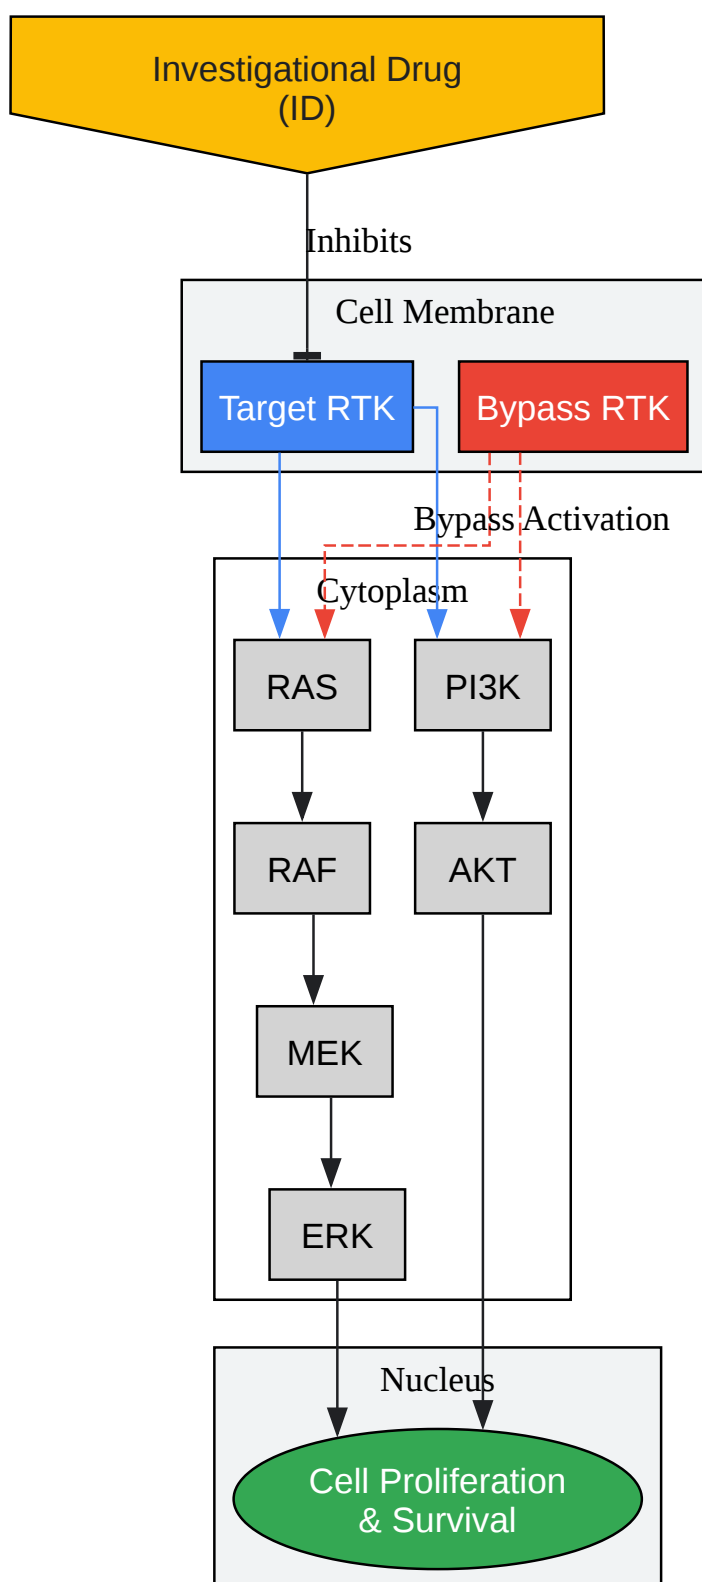 Investigational Drug
(ID)
Inhibits
Cell Membrane
Target RTK
Bypass RTK
Bypass Activation
Cytoplasm
RAS
PI3K
RAF
AKT
MEK
ERK
Nucleus
Cell Proliferation
& Survival